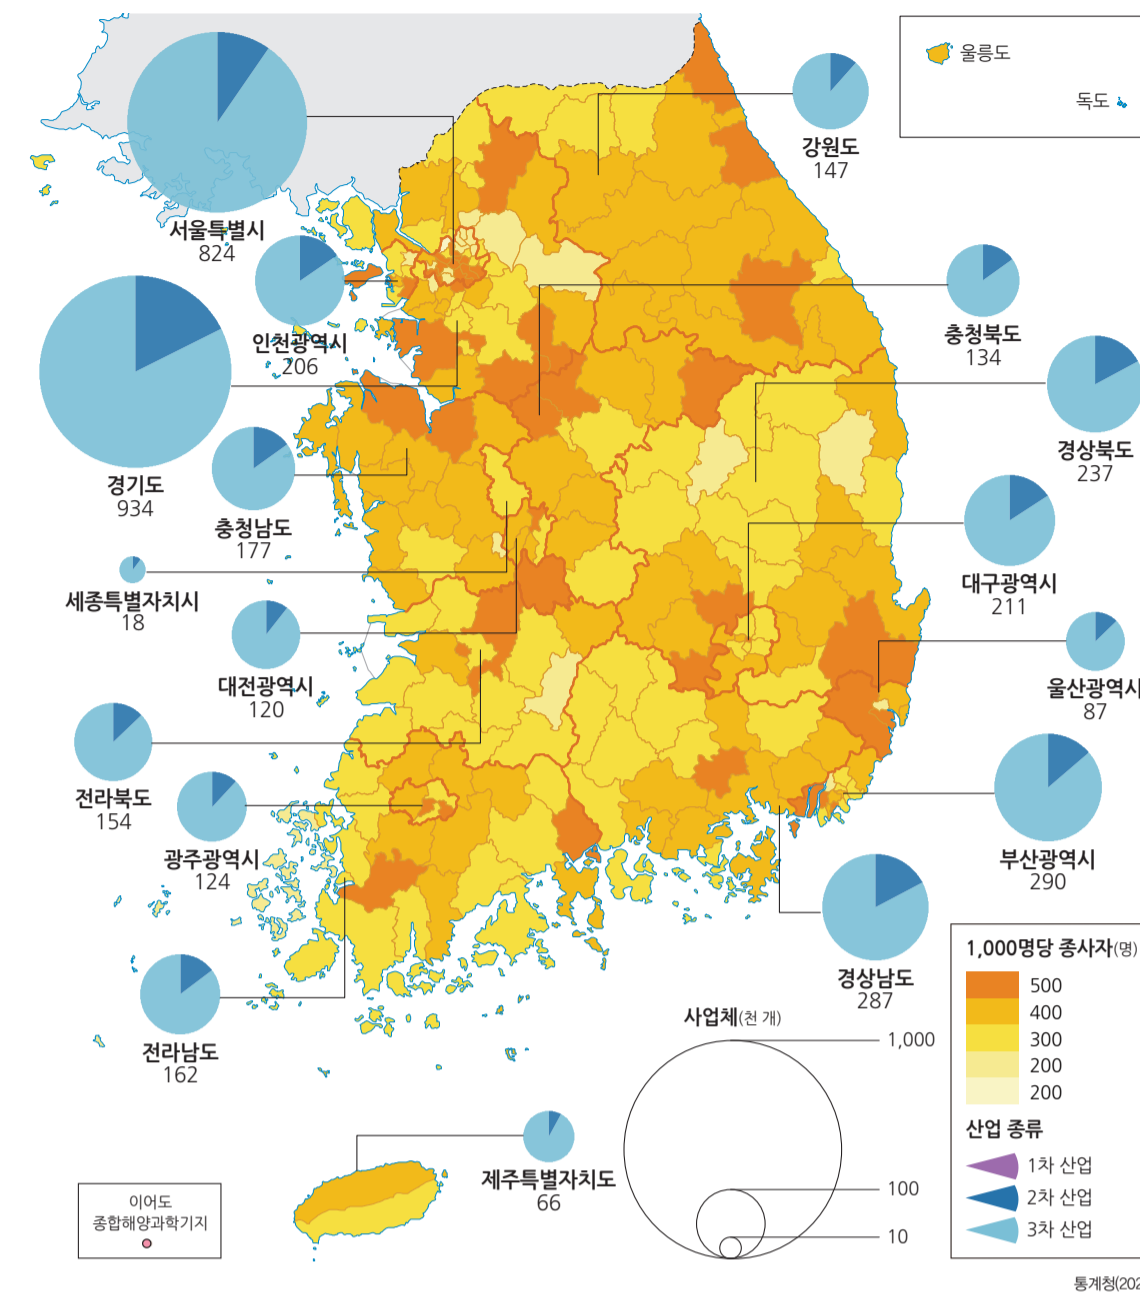 울릉도
독도
강원도
147
서울특별시
824
인천광역시
206
충청북도
134
경상북도
237
경기도
934
충청남도
177
대구광역시
211
세종특별자치시
18
대전광역시
120
울산광역시
87
전라북도
154
광주광역시
124
부산광역시
290
경상남도
287
전라남도
162
제주특별자치도
66
사업체(천 개)
1,000
100
10
1,000명당 종사자(명)
500
400
300
200
200
산업 종류
1차 산업
2차 산업
3차 산업
이어도
종합해양과학기지
통계청(202